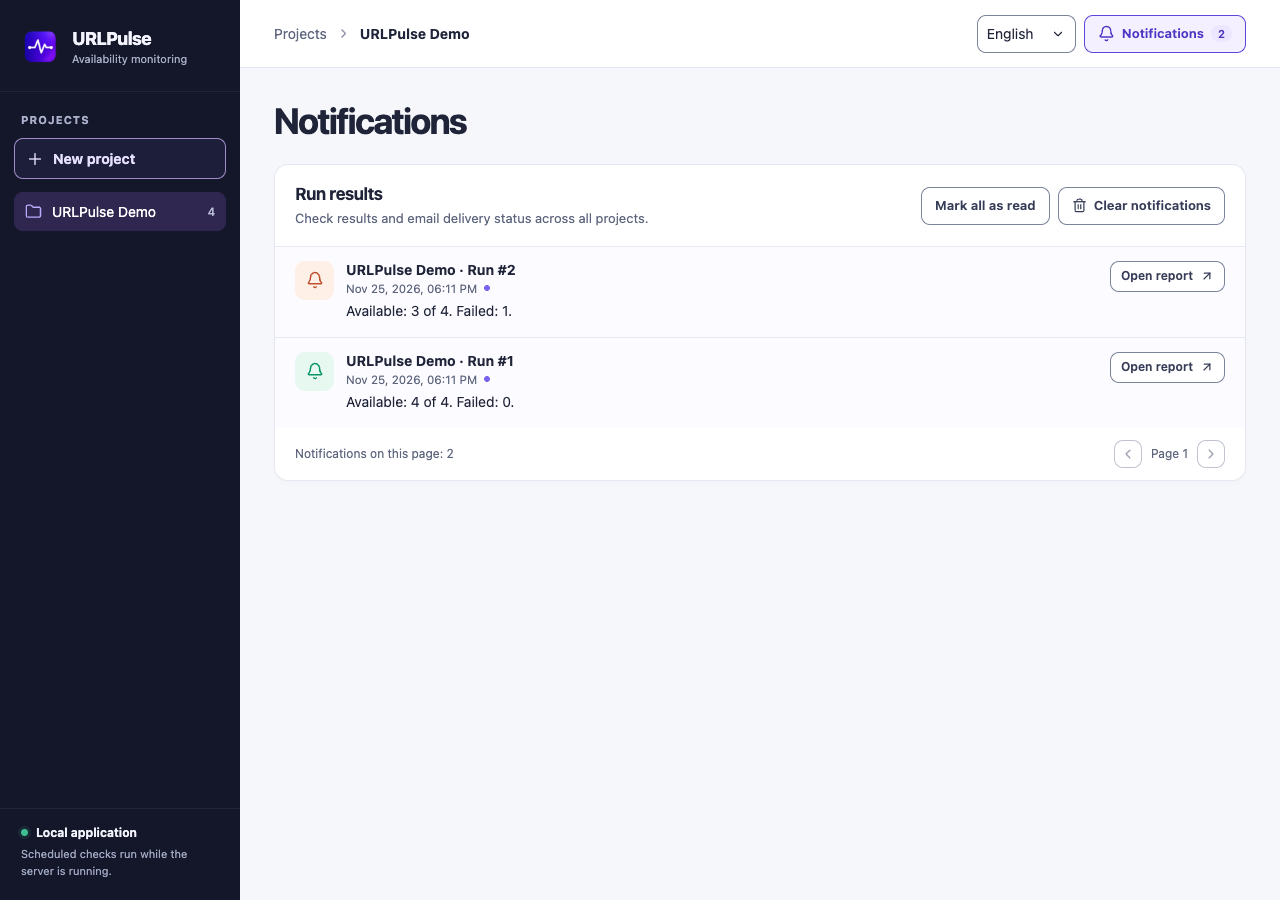 URLPulse
Availability monitoring
PROJECTS
New project
URLPulse Demo 4
Local application
Scheduled checks run while the
server is running.
Projects > URLPulse Demo
English
Notifications 2
Notifications
Run results
Check results and email delivery status across all projects.
Mark all as read
Clear notifications
URLPulse Demo · Run #2
Nov 25, 2026, 06:11 PM
Available: 3 of 4. Failed: 1.
Open report
URLPulse Demo · Run #1
Nov 25, 2026, 06:11 PM
Available: 4 of 4. Failed: 0.
Open report
Notifications on this page: 2
Page 1